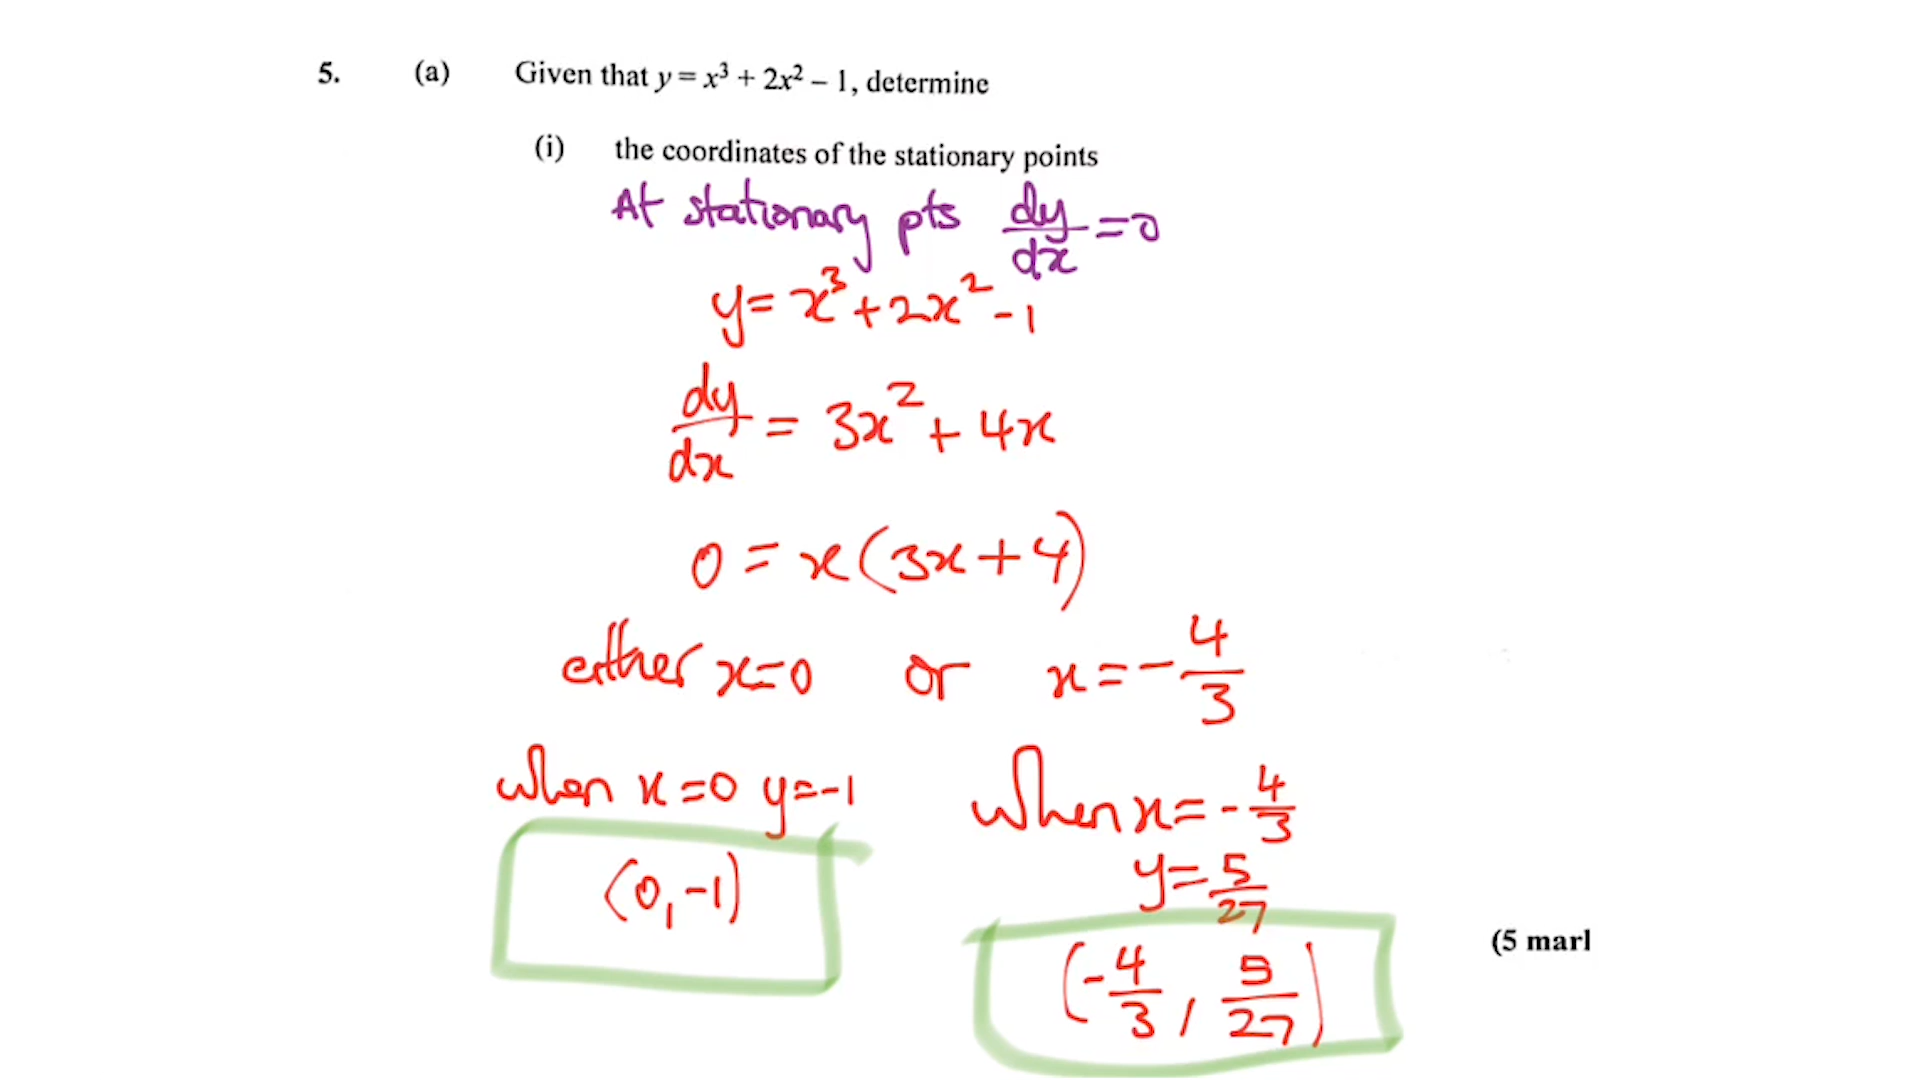 5. (a) Given that y = x³ + 2x² – 1, determine
(i) the coordinates of the stationary points
At stationary pts dy/dx = 0
y = x³ + 2x² - 1
dy/dx = 3x² + 4x
0 = x(3x + 4)
either x=0 or x = -4/3
when x=0 y=-1
(0, -1)
when x = -4/3
y = 5/27
(-4/3, 5/27)
(5 marl